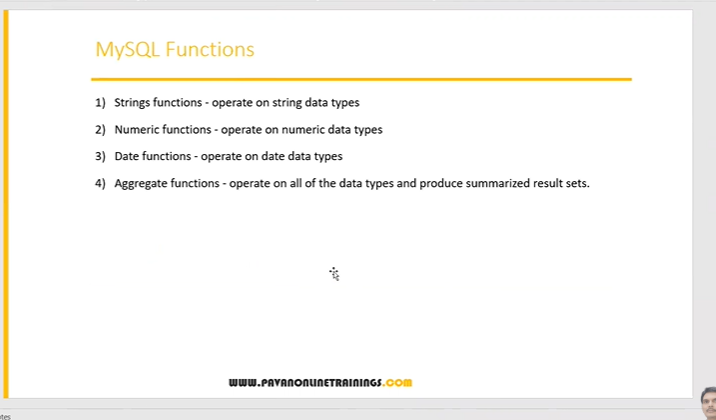 MySQL Functions
1) Strings functions - operate on string data types
2) Numeric functions - operate on numeric data types
3) Date functions - operate on date data types
4) Aggregate functions - operate on all of the data types and produce summarized result sets.
WWW.PAVANONLINETRAININGS.COM
tes